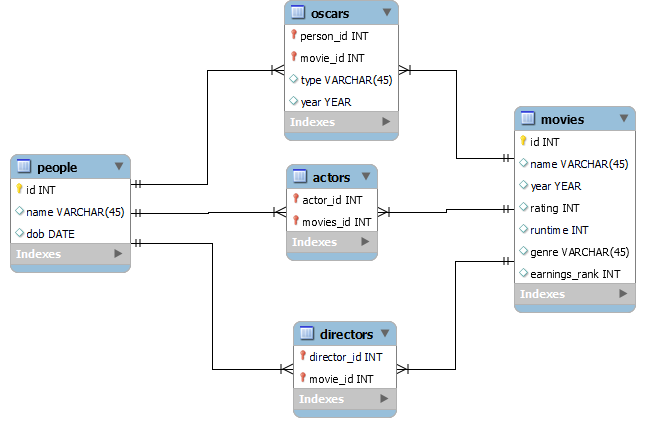 oscars
person_id INT
movie_id INT
type VARCHAR(45)
year YEAR
Indexes
people
id INT
name VARCHAR(45)
dob DATE
Indexes
actors
actor_id INT
movies_id INT
Indexes
movies
id INT
name VARCHAR(45)
year YEAR
rating INT
runtime INT
genre VARCHAR(45)
earnings_rank INT
Indexes
directors
director_id INT
movie_id INT
Indexes